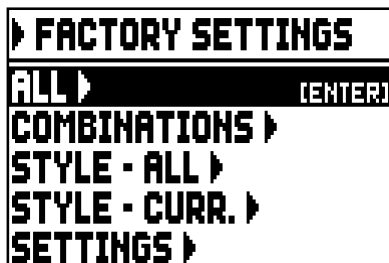 FACTORY SETTINGS
ALL [ENTER]
COMBINATIONS
STYLE - ALL
STYLE - CURR.
SETTINGS